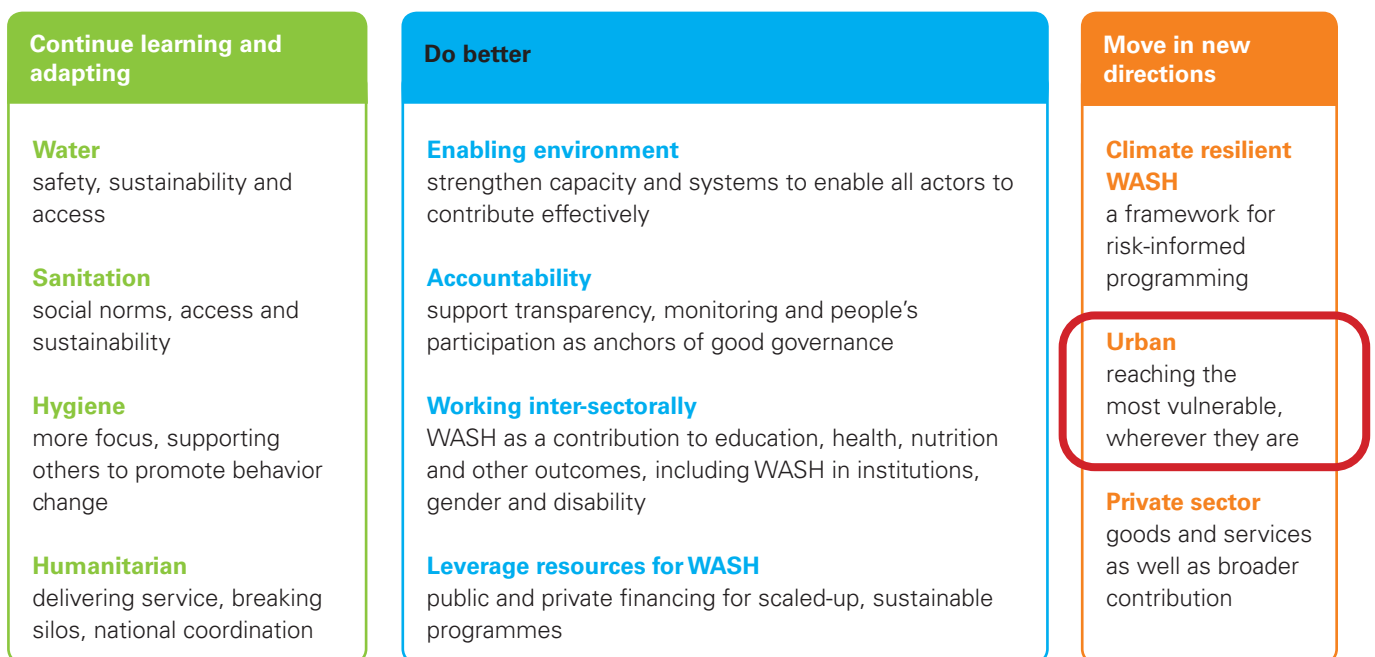 Continue learning and
adapting
Water
safety, sustainability and
access
Sanitation
social norms, access and
sustainability
Hygiene
more focus, supporting
others to promote behavior
change
Humanitarian
delivering service, breaking
silos, national coordination
Do better
Enabling environment
strengthen capacity and systems to enable all actors to
contribute effectively
Accountability
support transparency, monitoring and people’s
participation as anchors of good governance
Working inter-sectorally
WASH as a contribution to education, health, nutrition
and other outcomes, including WASH in institutions,
gender and disability
Leverage resources for WASH
public and private financing for scaled-up, sustainable
programmes
Move in new
directions
Climate resilient
WASH
a framework for
risk-informed
programming
Urban
reaching the
most vulnerable,
wherever they are
Private sector
goods and services
as well as broader
contribution